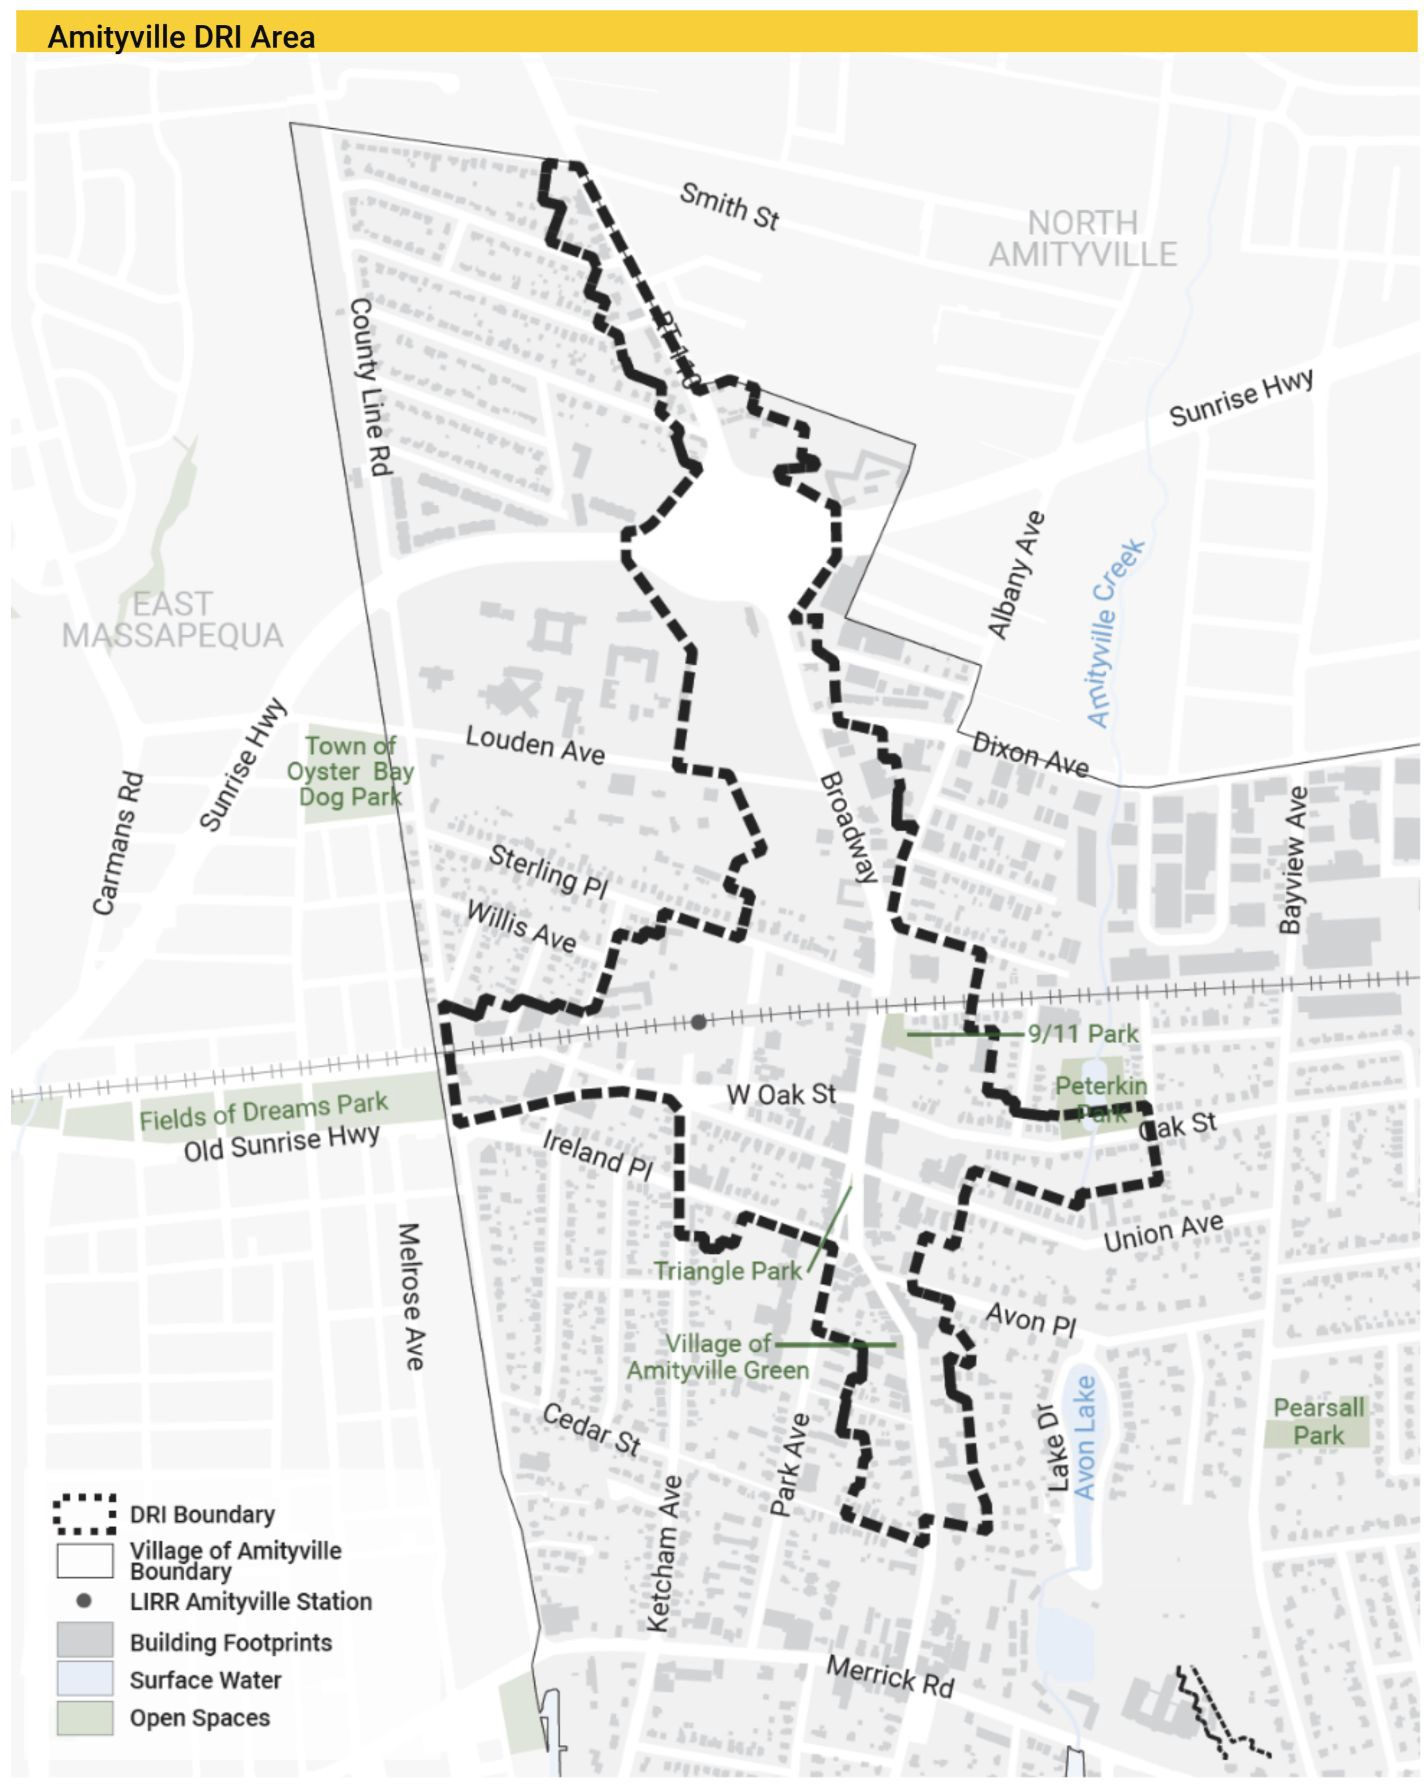 Amityville DRI Area
Smith St
NORTH
AMITYVILLE
RT 110
County Line Rd
Sunrise Hwy
Albany Ave
Amityville Creek
EAST
MASSAPEQUA
Sunrise Hwy
Louden Ave
Dixon Ave
Town of
Oyster Bay
Dog Park
Carmans Rd
Broadway
Bayview Ave
Sterling Pl
Willis Ave
9/11 Park
Peterkin
Park
W Oak St
Fields of Dreams Park
Old Sunrise Hwy
Oak St
Ireland Pl
Union Ave
Melrose Ave
Triangle Park
Avon Pl
Village of
Amityville Green
Lake Dr
Avon Lake
Pearsall
Park
Cedar St
Park Ave
Ketcham Ave
Merrick Rd
DRI Boundary
Village of Amityville
Boundary
LIRR Amityville Station
Building Footprints
Surface Water
Open Spaces